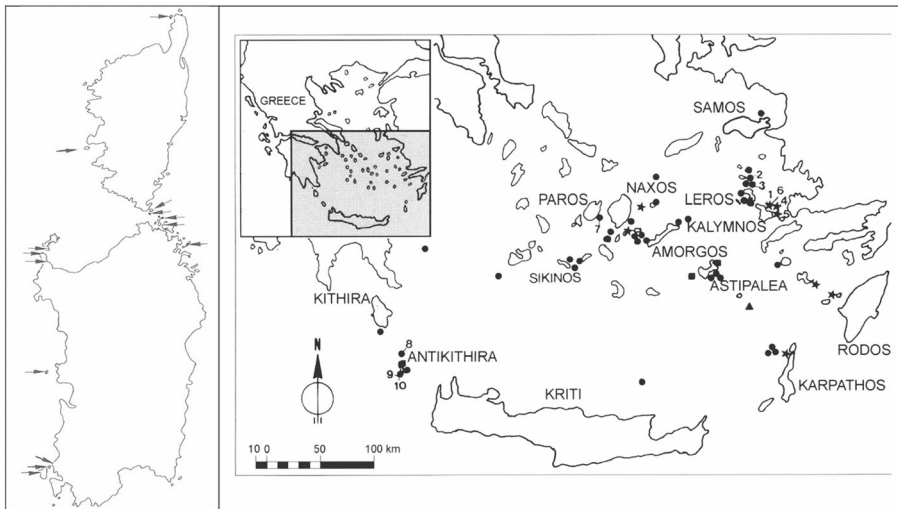 GREECE
SAMOS
2
3
1 6
4
5
LEROS
NAXOS
PAROS
7
KALYMNOS
AMORGOS
SIKINOS
ASTIPALEA
KITHIRA
RODOS
N
8
ANTIKITHIRA
9
10
KARPATHOS
KRITI
10 0 50 100 km